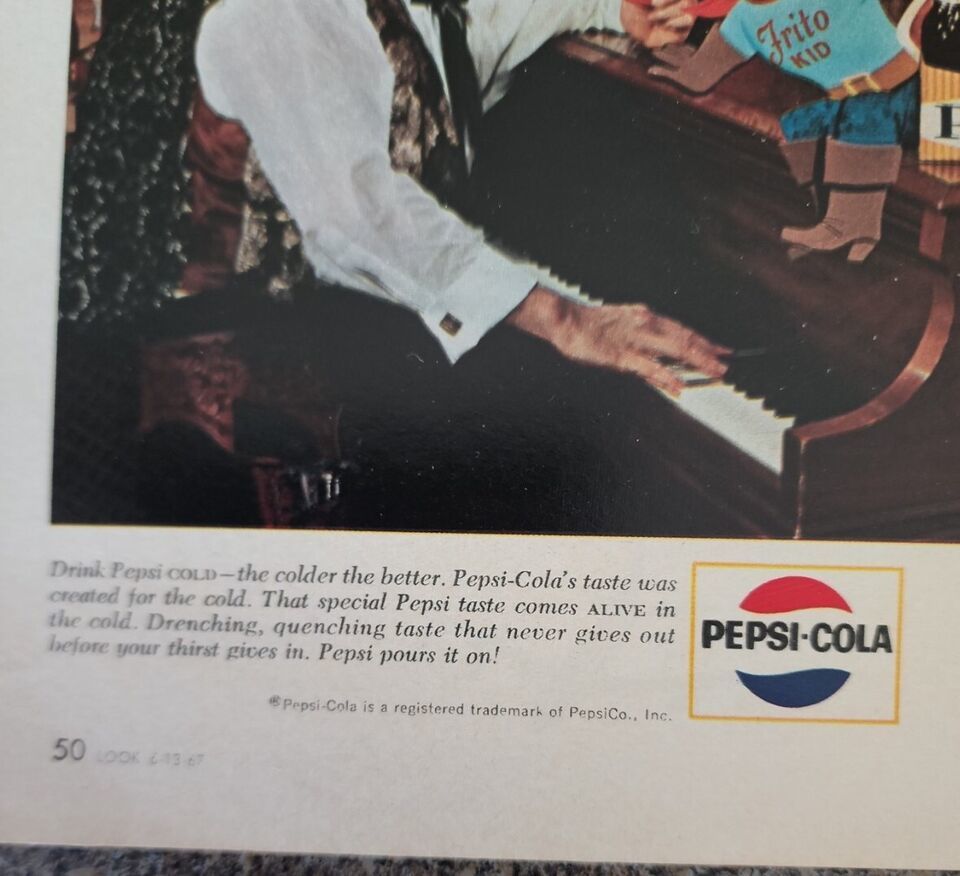 Frito
KID
Drink Pepsi COLD—the colder the better. Pepsi-Cola's taste was
created for the cold. That special Pepsi taste comes ALIVE in
the cold. Drenching, quenching taste that never gives out
before your thirst gives in. Pepsi pours it on!
PEPSI·COLA
®Pepsi-Cola is a registered trademark of PepsiCo., Inc.
50 LOOK 6-13-67